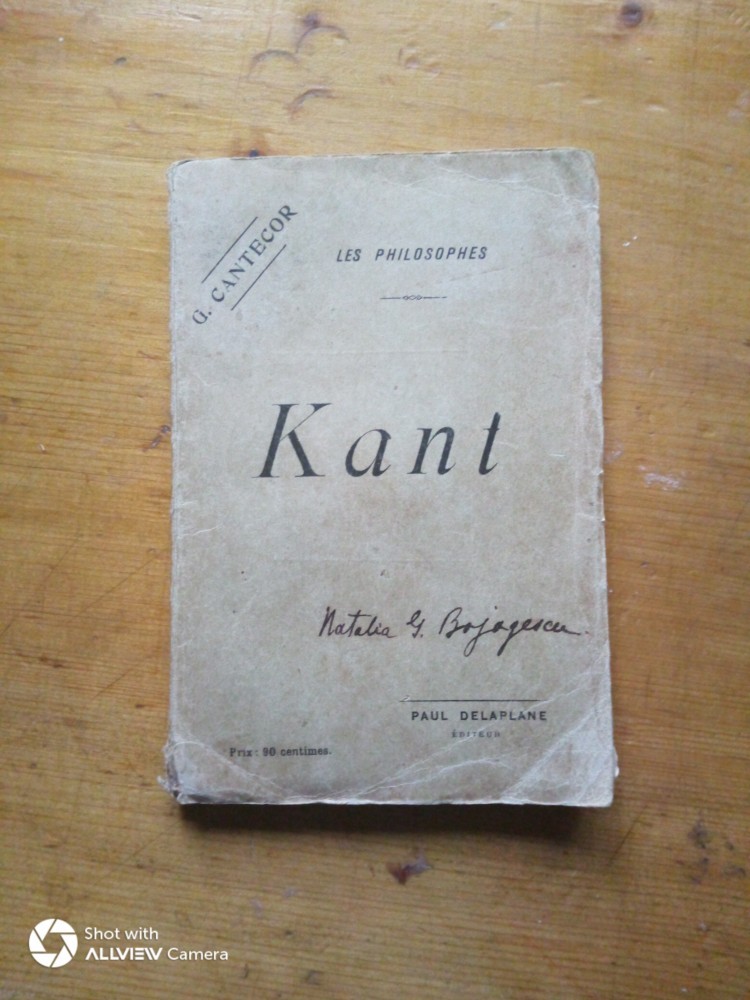 G. CANTECOR
LES PHILOSOPHES
Kant
Natalia G. Bojogescu.
PAUL DELAPLANE
ÉDITEUR
Prix : 90 centimes.
Shot with
ALLVIEW Camera